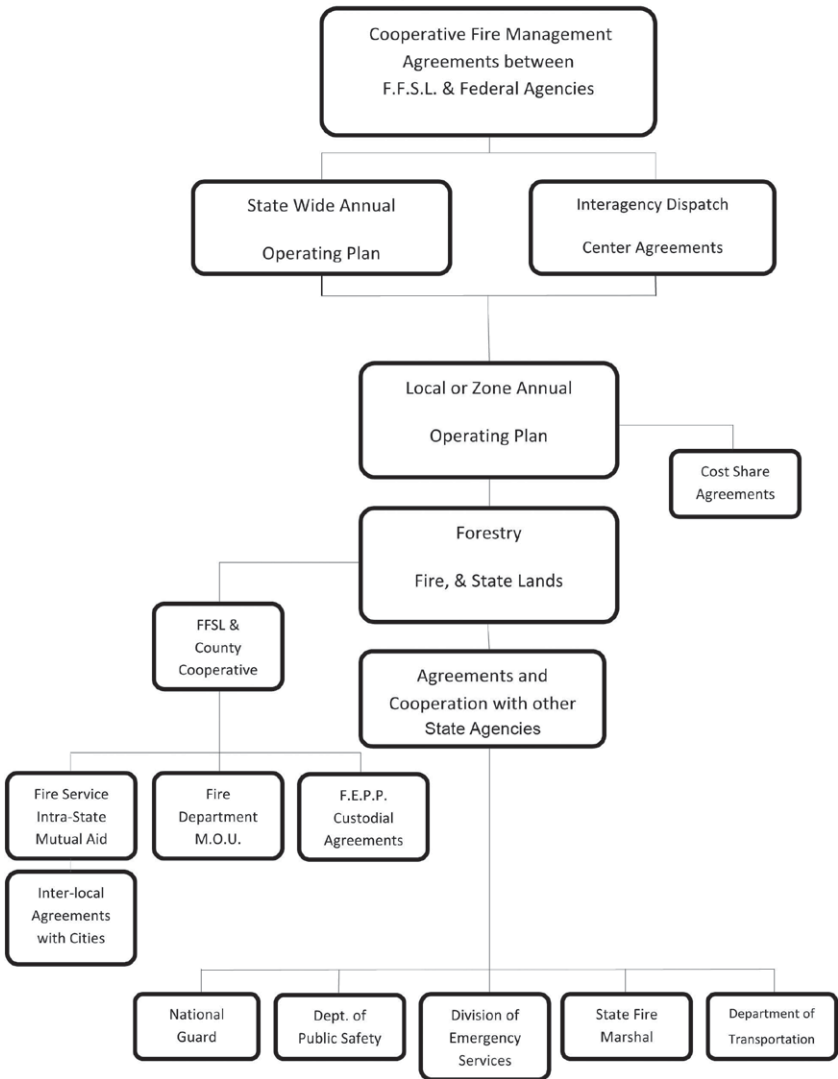 Cooperative Fire Management
Agreements between
F.F.S.L. & Federal Agencies
State Wide Annual
Operating Plan
Interagency Dispatch
Center Agreements
Local or Zone Annual
Operating Plan
Cost Share
Agreements
Forestry
Fire, & State Lands
FFSL &
County
Cooperative
Agreements and
Cooperation with other
State Agencies
Fire Service
Intra-State
Mutual Aid
Fire
Department
M.O.U.
F.E.P.P.
Custodial
Agreements
Inter-local
Agreements
with Cities
National
Guard
Dept. of
Public Safety
Division of
Emergency
Services
State Fire
Marshal
Department of
Transportation